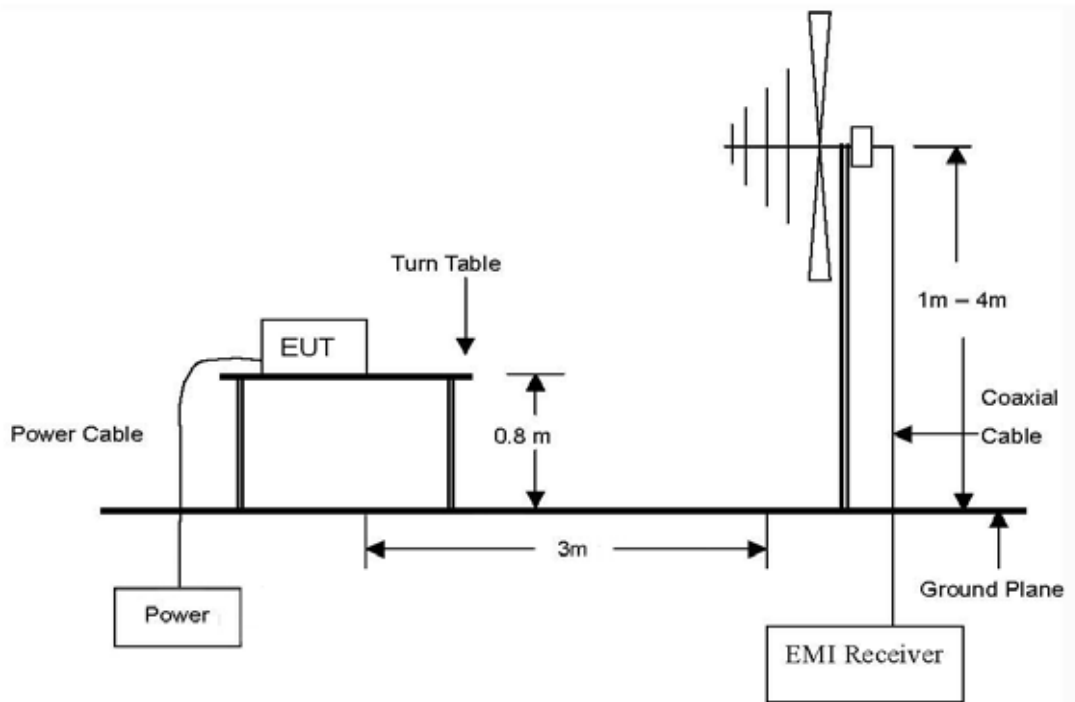 Turn Table
EUT
1m – 4m
Power Cable
0.8 m
Coaxial
Cable
3m
Ground Plane
Power
EMI Receiver